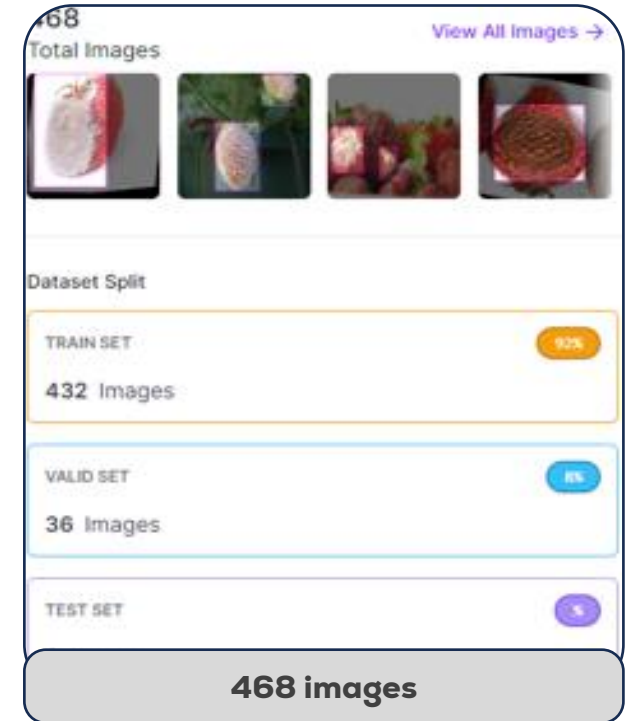 468
View All Images →
Total Images
Dataset Split
TRAIN SET
92%
432 Images
VALID SET
8%
36 Images
TEST SET
%
468 images